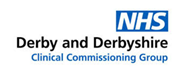 NHS
Derby and Derbyshire
Clinical Commissioning Group